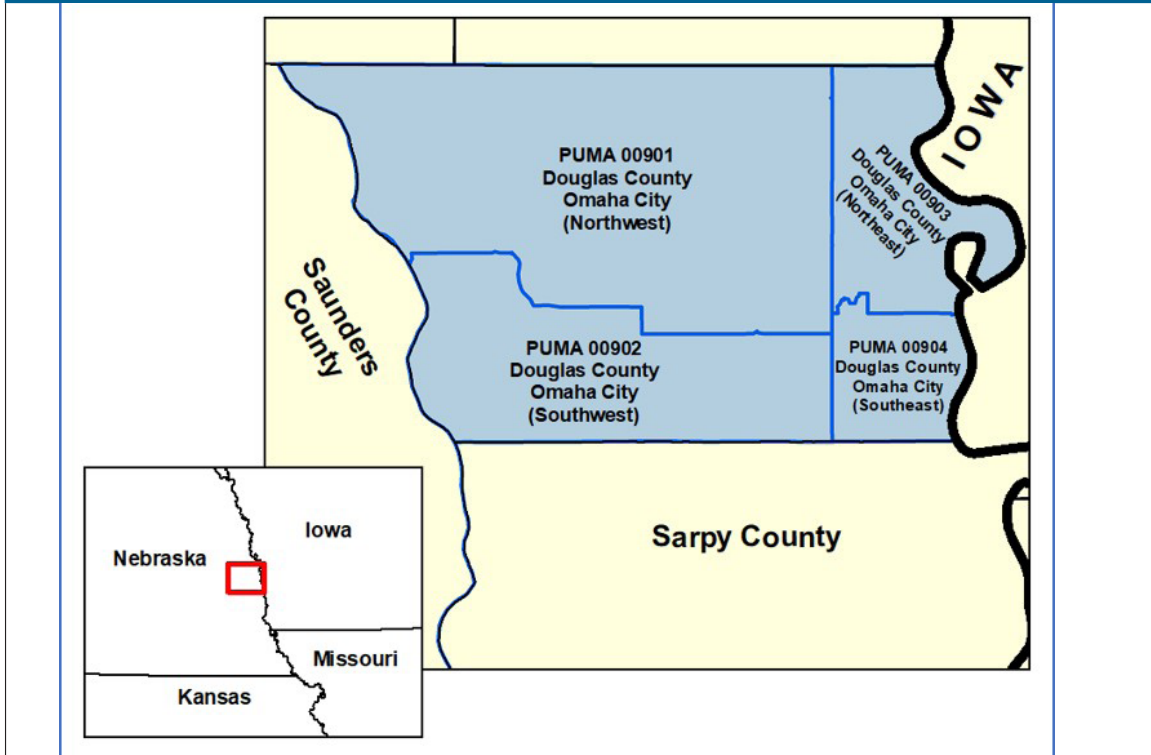 IOWA
PUMA 00901
Douglas County
Omaha City
(Northwest)
PUMA 00903
Douglas County
Omaha City
(Northeast)
Saunders
County
PUMA 00902
Douglas County
Omaha City
(Southwest)
PUMA 00904
Douglas County
Omaha City
(Southeast)
Sarpy County
Iowa
Nebraska
Missouri
Kansas